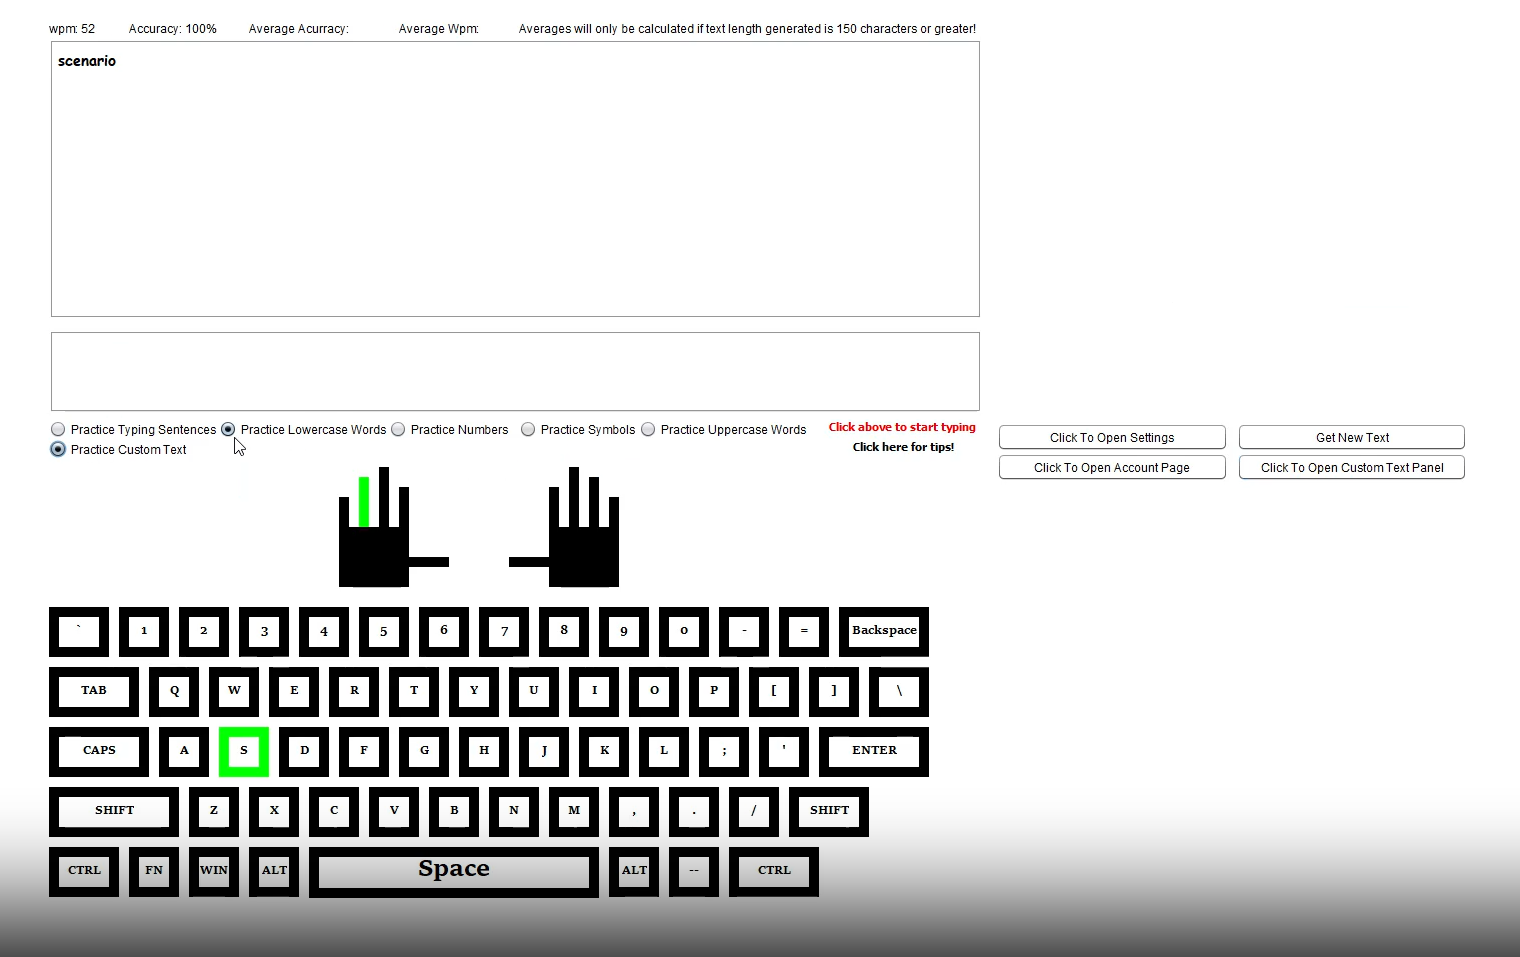 wpm: 52 Accuracy: 100% Average Acurracy: Average Wpm: Averages will only be calculated if text length generated is 150 characters or greater!
scenario
Practice Typing Sentences Practice Lowercase Words Practice Numbers Practice Symbols Practice Uppercase Words Click above to start typing
Practice Custom Text Click here for tips!
Click To Open Settings Get New Text
Click To Open Account Page Click To Open Custom Text Panel
` 1 2 3 4 5 6 7 8 9 0 - = Backspace
TAB Q W E R T Y U I O P [ ] \
CAPS A S D F G H J K L ; ' ENTER
SHIFT Z X C V B N M , . / SHIFT
CTRL FN WIN ALT Space ALT -- CTRL